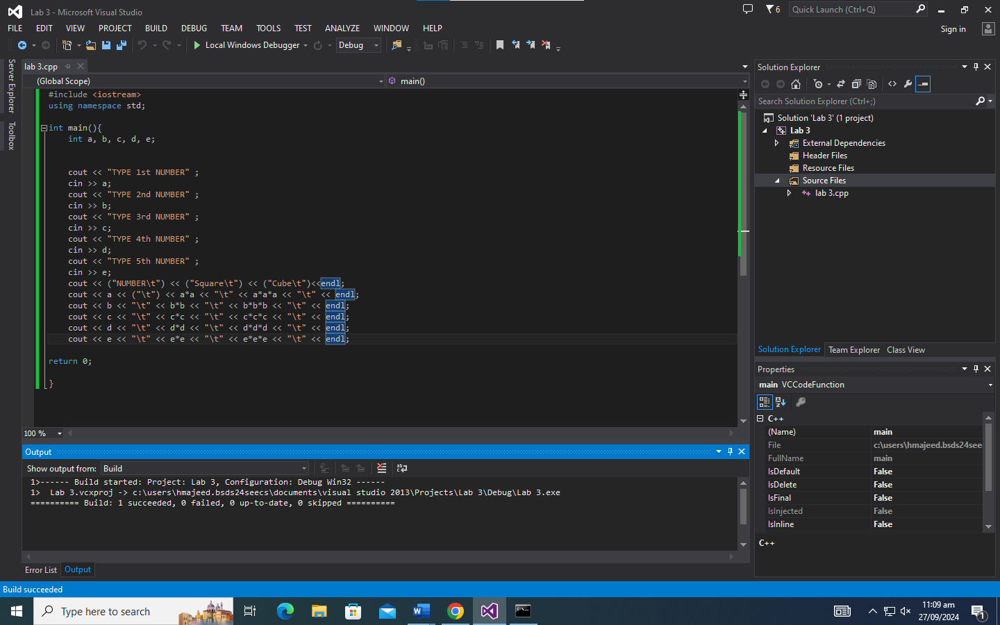 Lab 3 - Microsoft Visual Studio
6
Quick Launch (Ctrl+Q)
FILE EDIT VIEW PROJECT BUILD DEBUG TEAM TOOLS TEST ANALYZE WINDOW HELP
Sign in
Local Windows Debugger
Debug
Server Explorer
Toolbox
lab 3.cpp
(Global Scope)
main()
#include <iostream>
using namespace std;
int main(){
int a, b, c, d, e;
cout << "TYPE 1st NUMBER" ;
cin >> a;
cout << "TYPE 2nd NUMBER" ;
cin >> b;
cout << "TYPE 3rd NUMBER" ;
cin >> c;
cout << "TYPE 4th NUMBER" ;
cin >> d;
cout << "TYPE 5th NUMBER" ;
cin >> e;
cout << ("NUMBER\t") << ("Square\t") << ("Cube\t")<<endl;
cout << a << ("\t") << a*a << "\t" << a*a*a << "\t" << endl;
cout << b << "\t" << b*b << "\t" << b*b*b << "\t" << endl;
cout << c << "\t" << c*c << "\t" << c*c*c << "\t" << endl;
cout << d << "\t" << d*d << "\t" << d*d*d << "\t" << endl;
cout << e << "\t" << e*e << "\t" << e*e*e << "\t" << endl;
return 0;
}
100 %
Output
Show output from: Build
1>------ Build started: Project: Lab 3, Configuration: Debug Win32 ------
1>  Lab 3.vcxproj -> c:\users\hmajeed.bsds24seecs\documents\visual studio 2013\Projects\Lab 3\Debug\Lab 3.exe
========== Build: 1 succeeded, 0 failed, 0 up-to-date, 0 skipped ==========
Error List Output
Solution Explorer
Search Solution Explorer (Ctrl+;)
Solution 'Lab 3' (1 project)
Lab 3
External Dependencies
Header Files
Resource Files
Source Files
lab 3.cpp
Solution Explorer Team Explorer Class View
Properties
main VCCodeFunction
C++
(Name) main
File c:\users\hmajeed.bsds24see
FullName main
IsDefault False
IsDelete False
IsFinal False
IsInjected False
IsInline False
C++
Build succeeded
Type here to search
11:09 am
27/09/2024
1